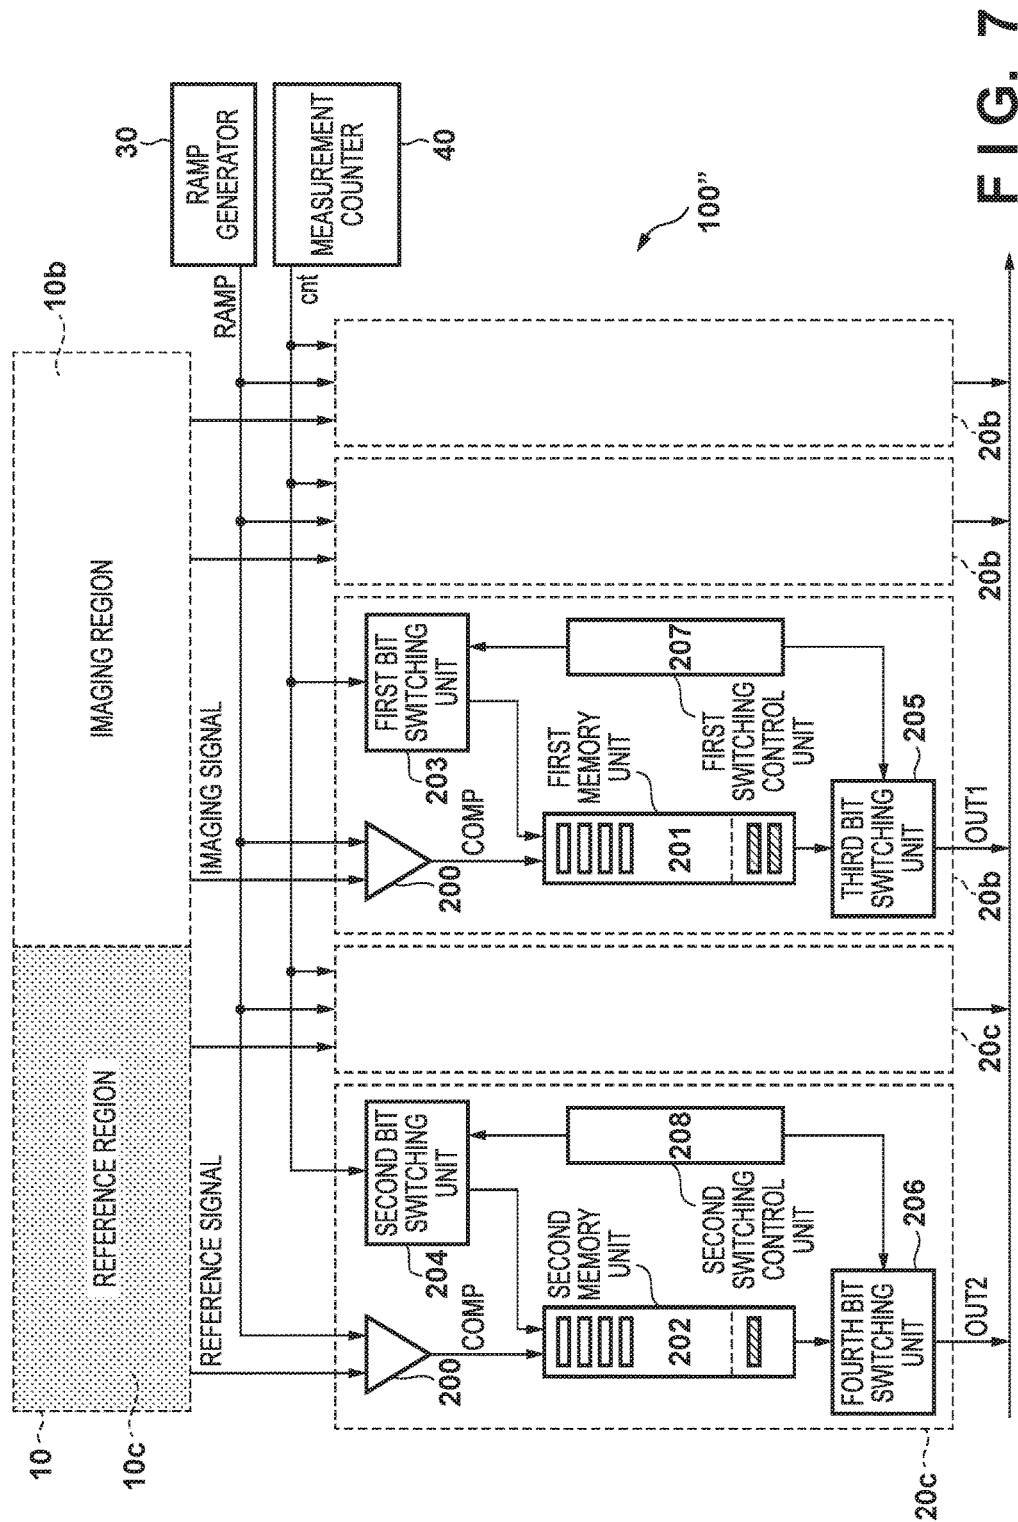 10
10c
REFERENCE REGION
IMAGING REGION
10b
REFERENCE SIGNAL
IMAGING SIGNAL
RAMP
30
RAMP
GENERATOR
cnt
MEASUREMENT
COUNTER
40
200
COMP
204
SECOND BIT
SWITCHING
UNIT
200
COMP
203
FIRST BIT
SWITCHING
UNIT
SECOND
MEMORY
UNIT
202
208
SECOND
SWITCHING
CONTROL
UNIT
FIRST
MEMORY
UNIT
201
207
FIRST
SWITCHING
CONTROL
UNIT
FOURTH BIT
SWITCHING
UNIT
206
THIRD BIT
SWITCHING
UNIT
205
20c
OUT2
20c
20b
OUT1
20b
20b
100”
FIG. 7